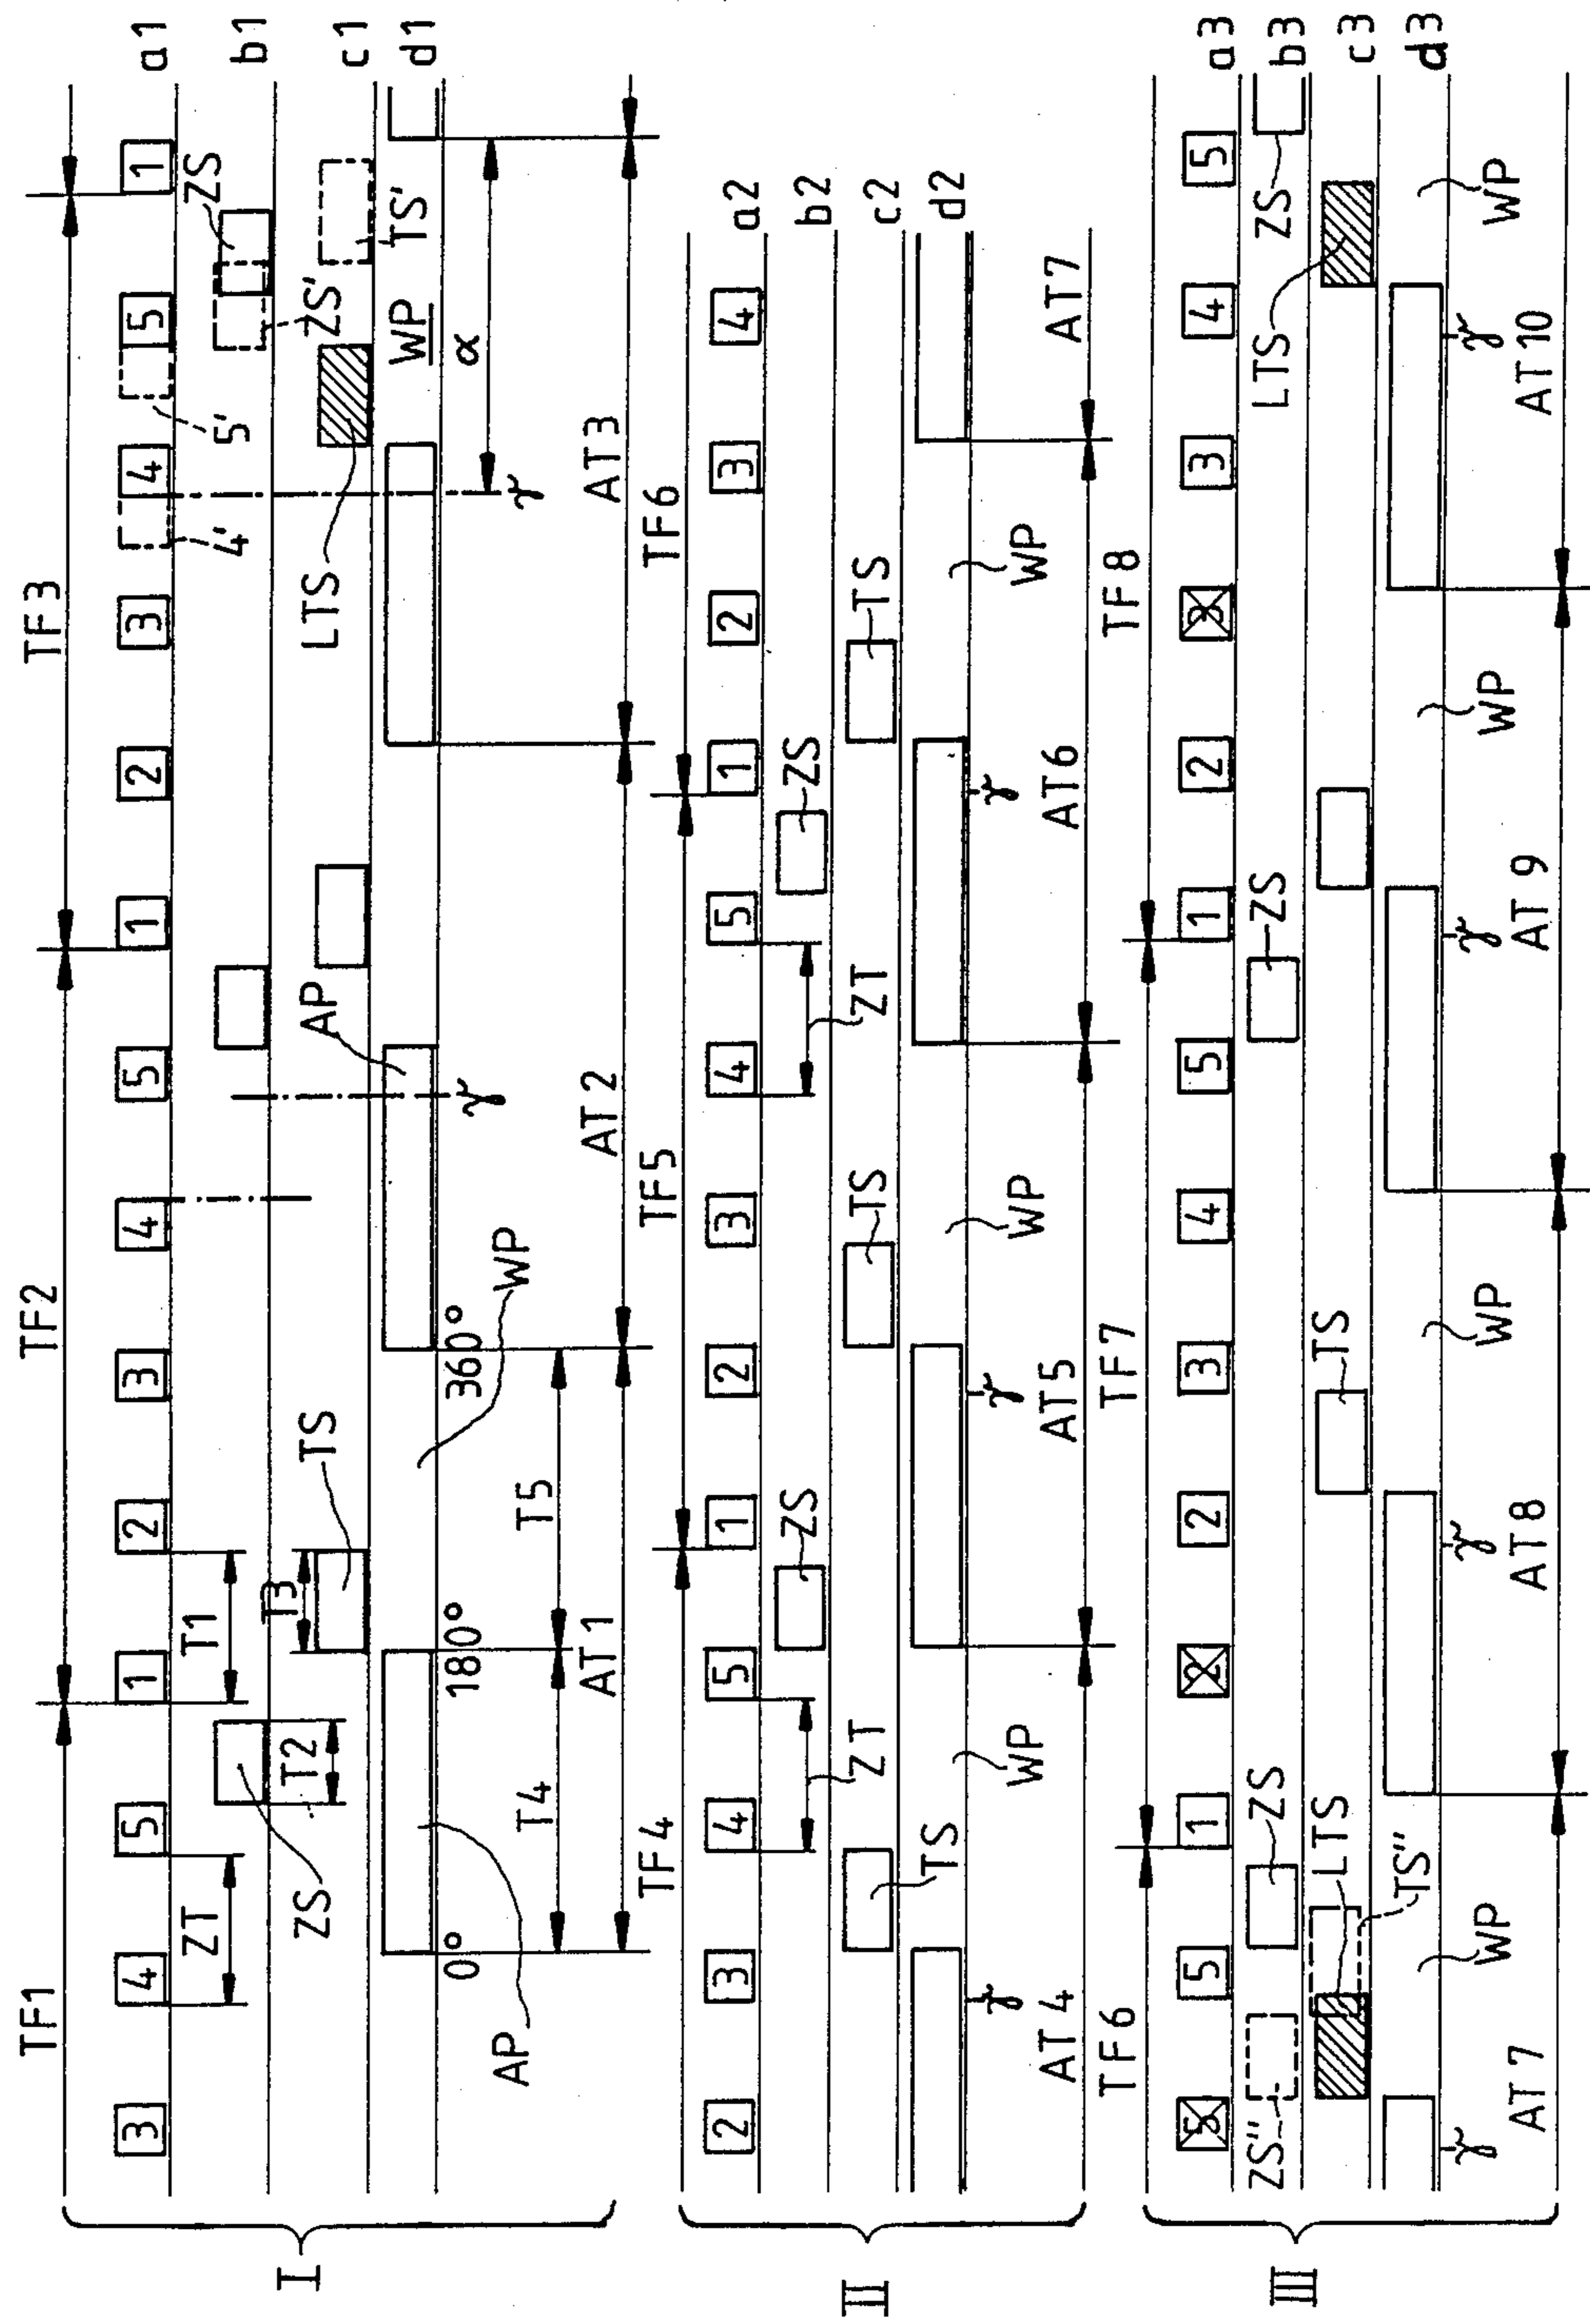 I
TF1 TF2 TF3
3 4 5 1 2 3 4 5 1 2 3 4' 4 5' 5 1 a1
ZT T1
ZS T2 ZS' ZS b1
T3 TS AP LTS TS' c1
AP WP γ γ WP d1
0° 180° 360° α
T4 T5
AT1 AT2 AT3
II
TF4 TF5 TF6
2 3 4 5 1 2 3 4 5 1 2 3 4 a2
ZT ZS ZT ZS b2
TS TS TS c2
γ WP γ WP γ WP d2
AT4 AT5 AT6 AT7
III
TF6 TF7 TF8
5 5 1 2 2 3 4 5 1 2 3 3 4 5 a3
ZS" ZS ZS ZS b3
LTS TS" TS LTS c3
γ WP γ WP γ WP γ WP d3
AT7 AT8 AT9 AT10